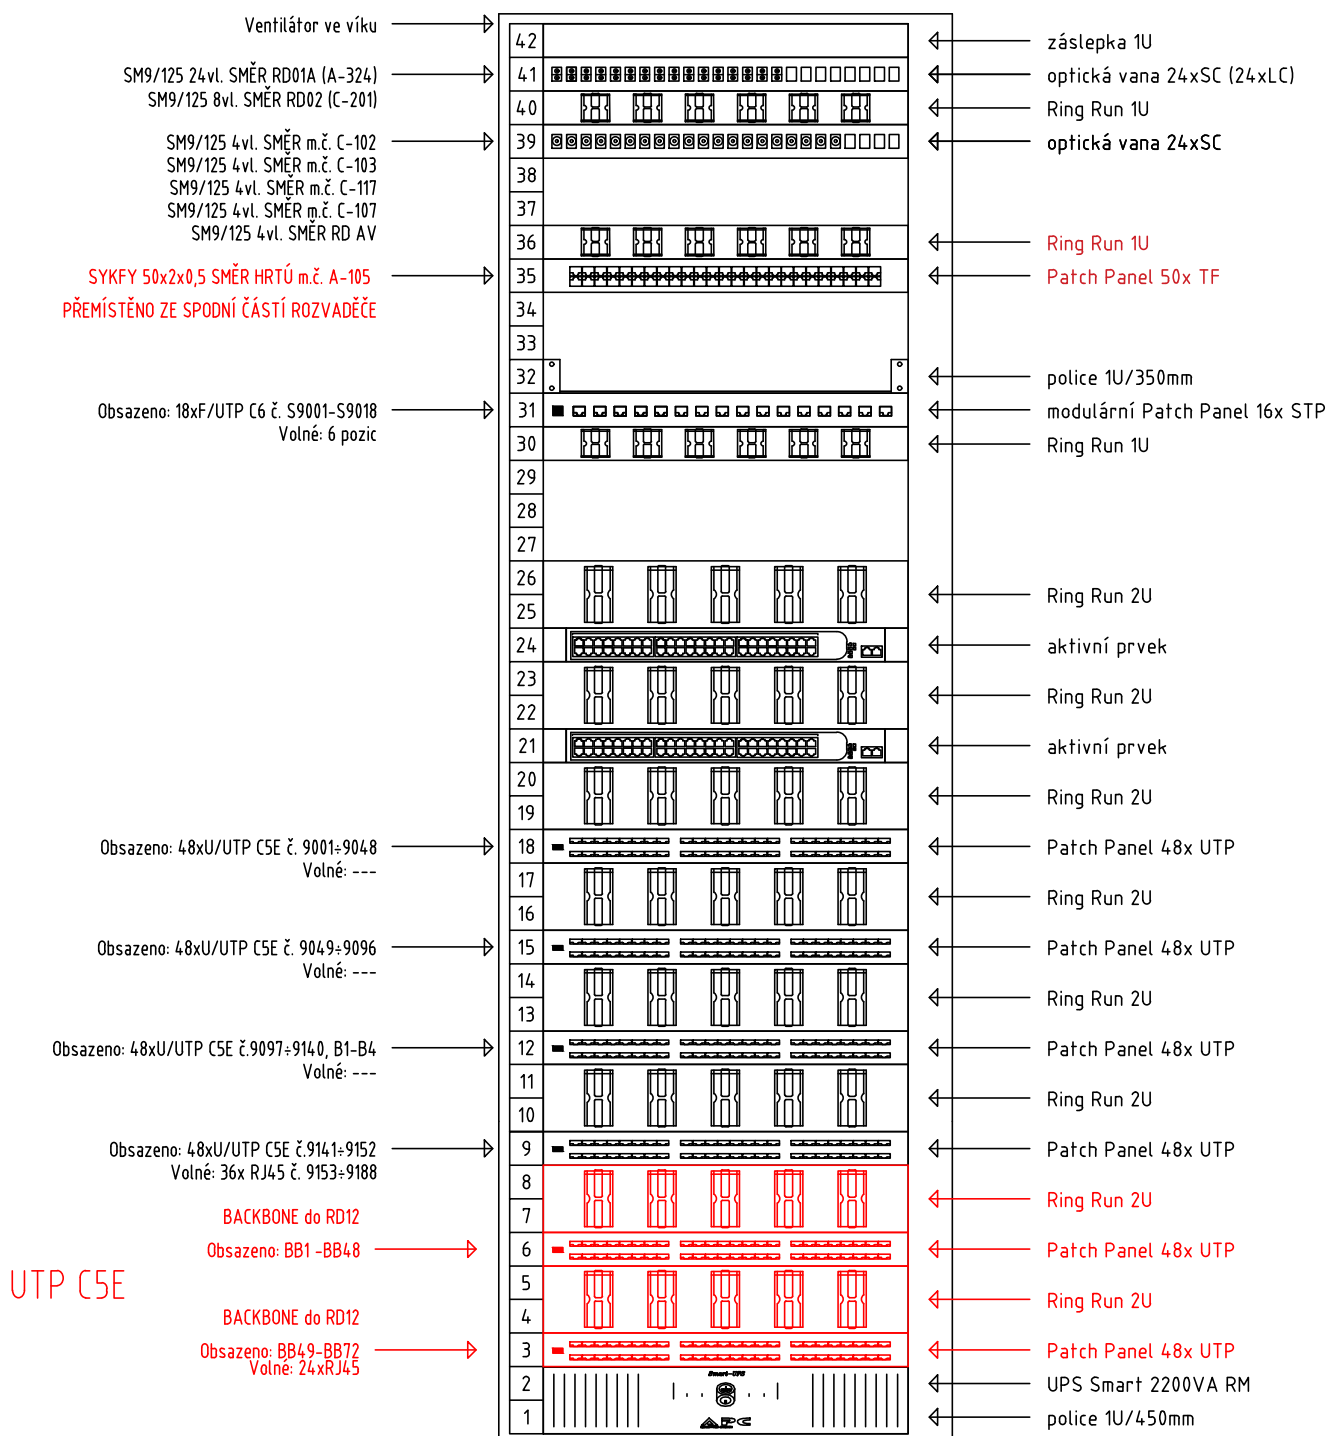 Ventilátor ve víku
42
záslepka 1U
SM9/125 24vl. SMĚR RD01A (A-324)
SM9/125 8vl. SMĚR RD02 (C-201)
41
optická vana 24xSC (24xLC)
40
Ring Run 1U
SM9/125 4vl. SMĚR m.č. C-102
SM9/125 4vl. SMĚR m.č. C-103
SM9/125 4vl. SMĚR m.č. C-117
SM9/125 4vl. SMĚR m.č. C-107
SM9/125 4vl. SMĚR RD AV
39
optická vana 24xSC
38
37
36
Ring Run 1U
SYKFY 50x2x0,5 SMĚR HRTÚ m.č. A-105
PŘEMÍSTĚNO ZE SPODNÍ ČÁSTÍ ROZVADĚČE
35
Patch Panel 50x TF
34
33
32
police 1U/350mm
Obsazeno: 18xF/UTP C6 č. S9001-S9018
Volné: 6 pozic
31
modulární Patch Panel 16x STP
30
Ring Run 1U
29
28
27
26
25
Ring Run 2U
24
aktivní prvek
23
22
Ring Run 2U
21
aktivní prvek
20
19
Ring Run 2U
Obsazeno: 48xU/UTP C5E č. 9001÷9048
Volné: ---
18
Patch Panel 48x UTP
17
16
Ring Run 2U
Obsazeno: 48xU/UTP C5E č. 9049÷9096
Volné: ---
15
Patch Panel 48x UTP
14
13
Ring Run 2U
Obsazeno: 48xU/UTP C5E č.9097÷9140, B1-B4
Volné: ---
12
Patch Panel 48x UTP
11
10
Ring Run 2U
Obsazeno: 48xU/UTP C5E č.9141÷9152
Volné: 36x RJ45 č. 9153÷9188
9
Patch Panel 48x UTP
8
7
Ring Run 2U
BACKBONE do RD12
Obsazeno: BB1 -BB48
6
Patch Panel 48x UTP
UTP C5E
5
4
Ring Run 2U
BACKBONE do RD12
Obsazeno: BB49-BB72
Volné: 24xRJ45
3
Patch Panel 48x UTP
2
Smart-UPS
UPS Smart 2200VA RM
1
APC
police 1U/450mm